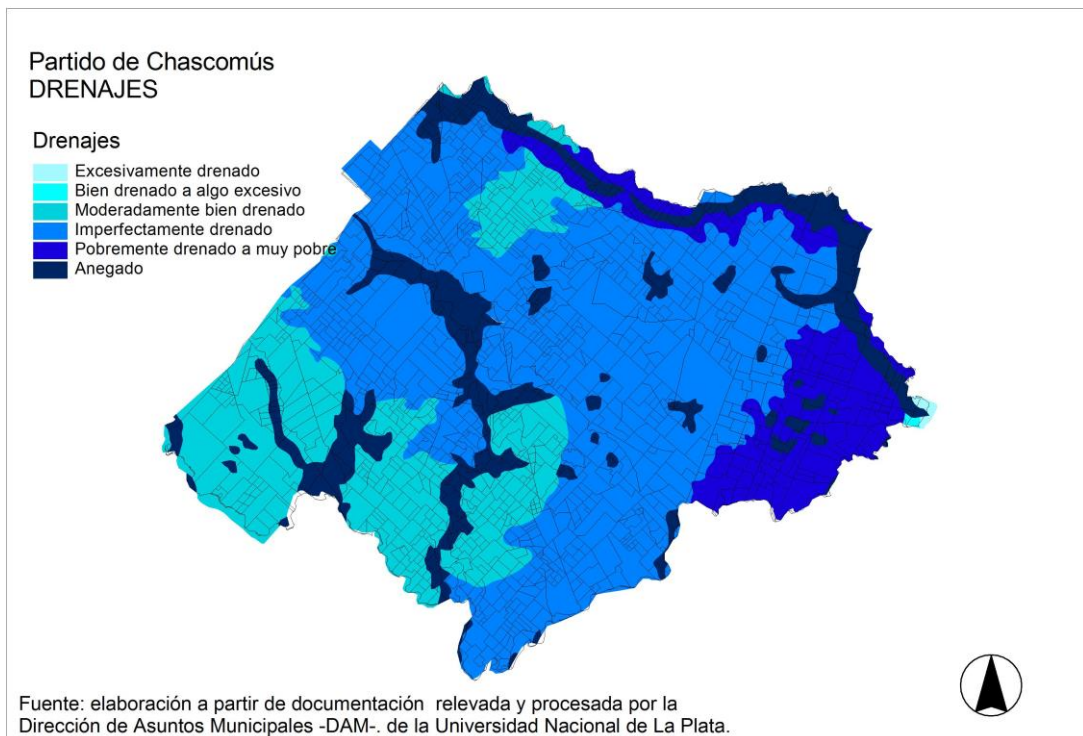 Partido de Chascomús
DRENAJES
Drenajes
Excesivamente drenado
Bien drenado a algo excesivo
Moderadamente bien drenado
Imperfectamente drenado
Pobremente drenado a muy pobre
Anegado
Fuente: elaboración a partir de documentación relevada y procesada por la
Dirección de Asuntos Municipales -DAM-. de la Universidad Nacional de La Plata.